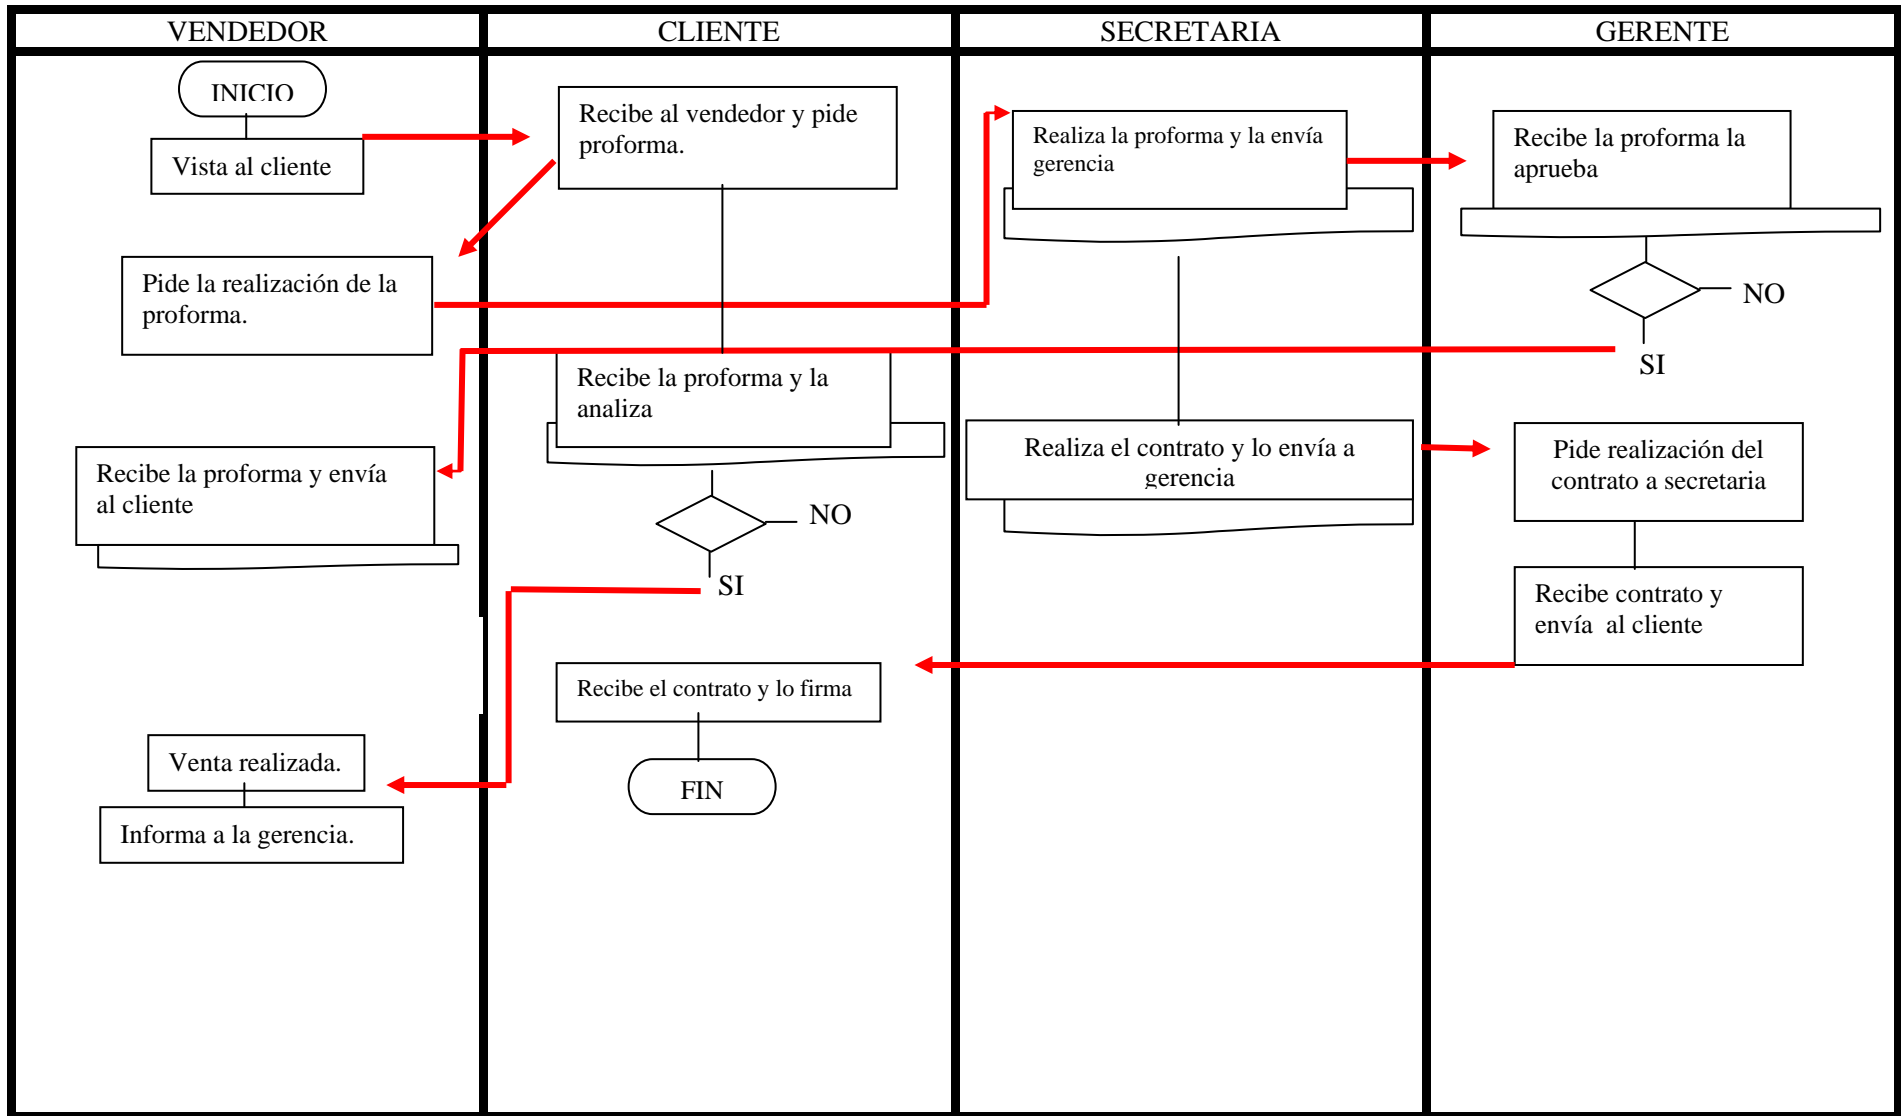 VENDEDOR
CLIENTE
SECRETARIA
GERENTE
INICIO
Vista al cliente
Recibe al vendedor y pide
proforma.
Realiza la proforma y la envía
gerencia
Recibe la proforma la
aprueba
Pide la realización de la
proforma.
NO
SI
Recibe la proforma y la
analiza
Recibe la proforma y envía
al cliente
NO
SI
Realiza el contrato y lo envía a
gerencia
Pide realización del
contrato a secretaria
Recibe contrato y
envía  al cliente
Recibe el contrato y lo firma
FIN
Venta realizada.
Informa a la gerencia.